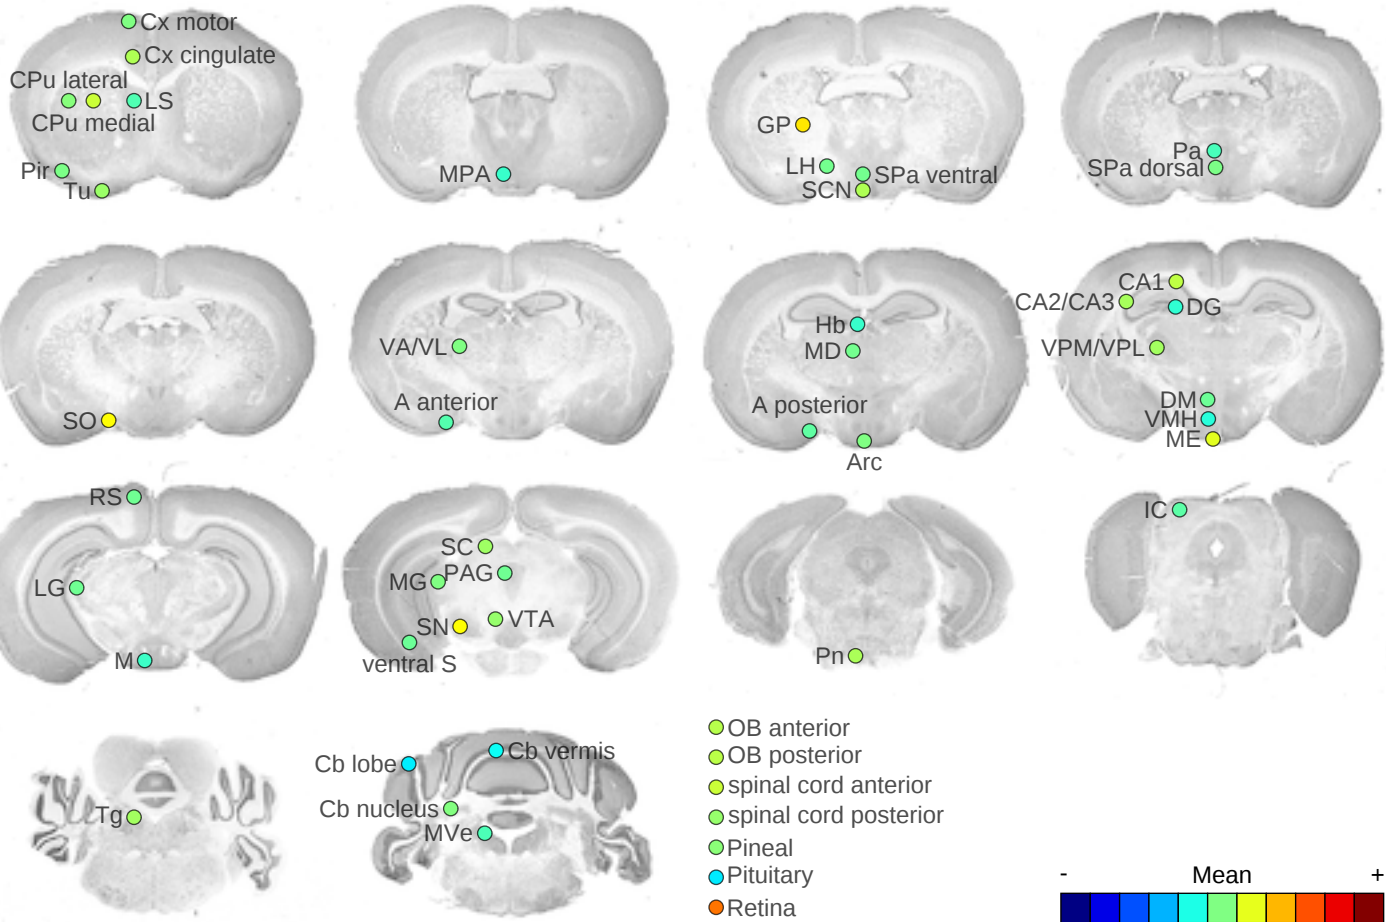 Cx motor
Cx cingulate
CPu lateral
LS
CPu medial
Pir
Tu
MPA
GP
LH
SPa ventral
SCN
Pa
SPa dorsal
SO
VA/VL
A anterior
Hb
MD
A posterior
Arc
CA1
CA2/CA3
DG
VPM/VPL
DM
VMH
ME
RS
LG
M
SC
PAG
MG
VTA
SN
ventral S
Pn
IC
Tg
Cb vermis
Cb lobe
Cb nucleus
MVe
OB anterior
OB posterior
spinal cord anterior
spinal cord posterior
Pineal
Pituitary
Retina
- Mean +